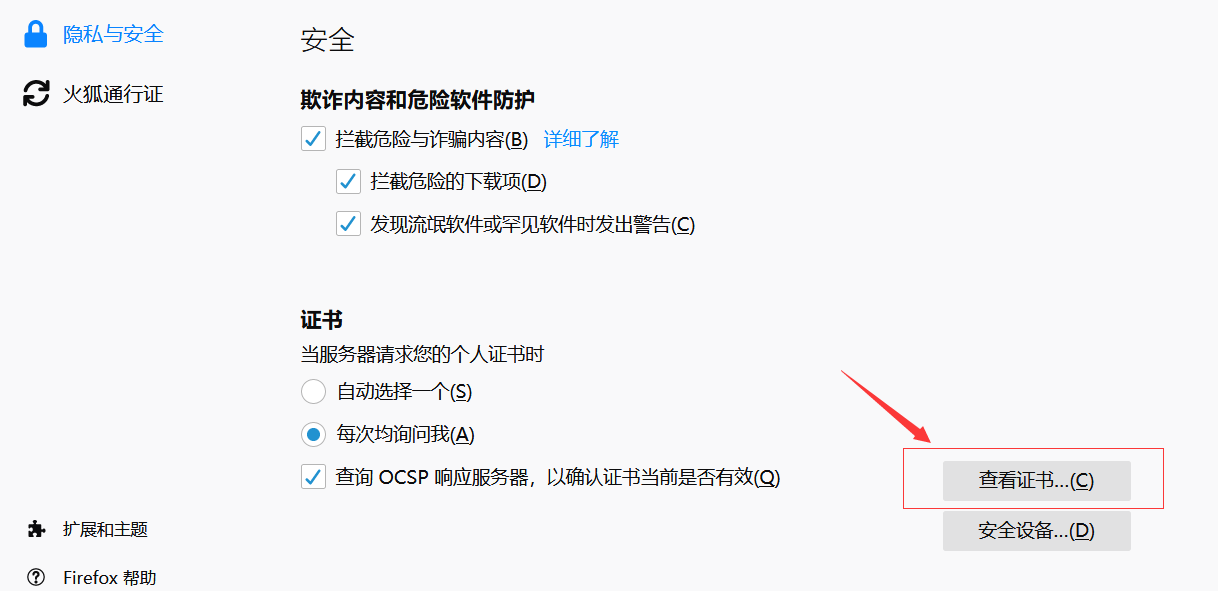 隐私与安全
火狐通行证
安全
欺诈内容和危险软件防护
拦截危险与诈骗内容(B) 详细了解
拦截危险的下载项(D)
发现流氓软件或罕见软件时发出警告(C)
证书
当服务器请求您的个人证书时
自动选择一个(S)
每次均询问我(A)
查询 OCSP 响应服务器，以确认证书当前是否有效(Q)
查看证书...(C)
安全设备...(D)
扩展和主题
Firefox 帮助